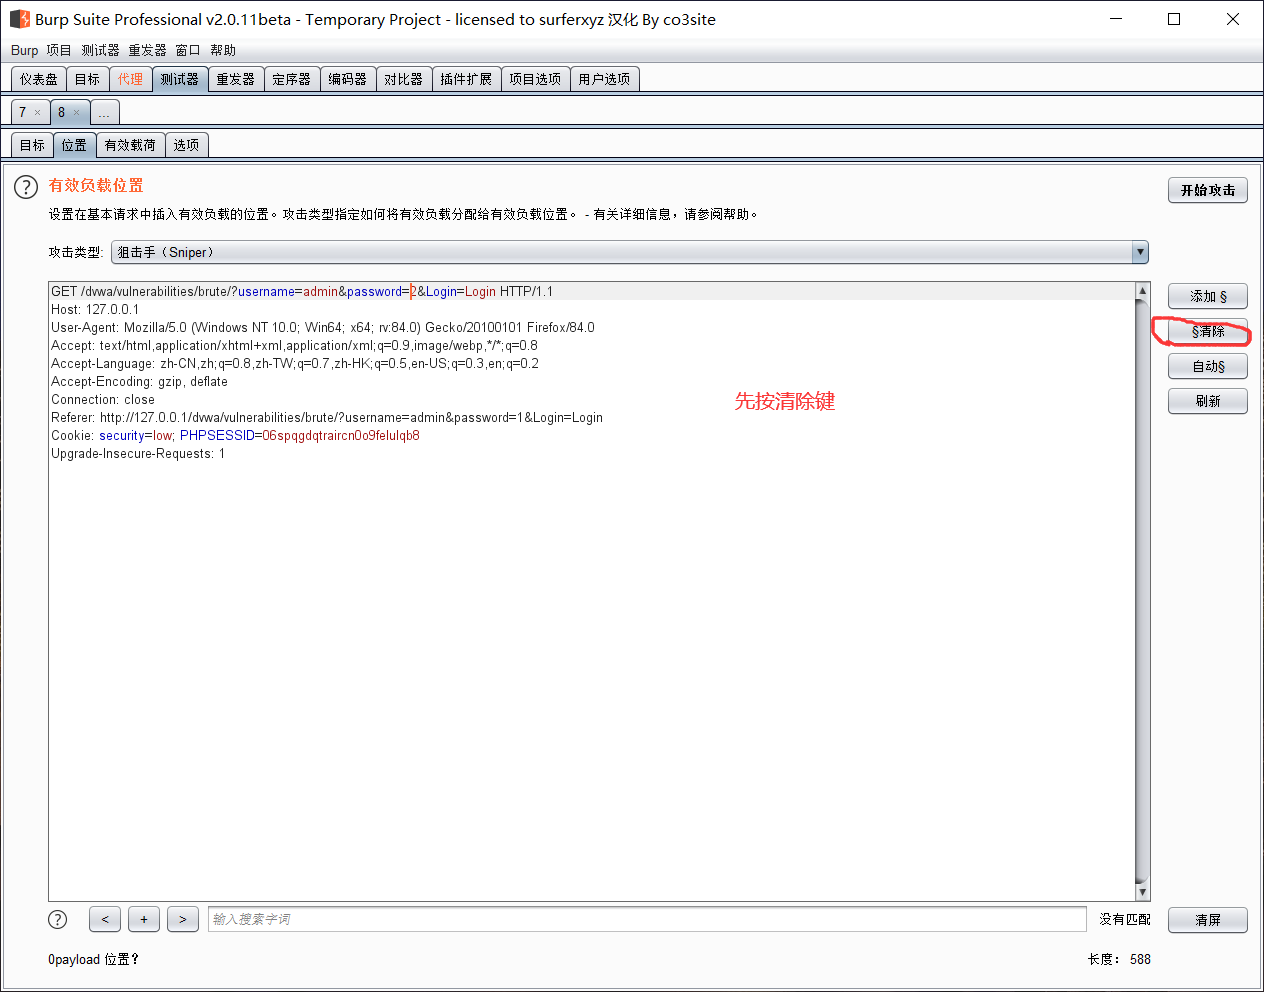 Burp Suite Professional v2.0.11beta - Temporary Project - licensed to surferxyz 汉化 By co3site
Burp 项目 测试器 重发器 窗口 帮助
仪表盘 目标 代理 测试器 重发器 定序器 编码器 对比器 插件扩展 项目选项 用户选项
7 × 8 × ...
目标 位置 有效载荷 选项
? 有效负载位置
开始攻击
设置在基本请求中插入有效负载的位置。攻击类型指定如何将有效负载分配给有效负载位置。 - 有关详细信息，请参阅帮助。
攻击类型: 狙击手（Sniper）
GET /dvwa/vulnerabilities/brute/?username=admin&password=2&Login=Login HTTP/1.1
Host: 127.0.0.1
User-Agent: Mozilla/5.0 (Windows NT 10.0; Win64; x64; rv:84.0) Gecko/20100101 Firefox/84.0
Accept: text/html,application/xhtml+xml,application/xml;q=0.9,image/webp,*/*;q=0.8
Accept-Language: zh-CN,zh;q=0.8,zh-TW;q=0.7,zh-HK;q=0.5,en-US;q=0.3,en;q=0.2
Accept-Encoding: gzip, deflate
Connection: close
Referer: http://127.0.0.1/dvwa/vulnerabilities/brute/?username=admin&password=1&Login=Login
Cookie: security=low; PHPSESSID=06spqgdqtraircn0o9felulqb8
Upgrade-Insecure-Requests: 1
先按清除键
添加 §
§清除
自动§
刷新
? < + > 输入搜索字词 没有匹配 清屏
0payload 位置? 长度： 588